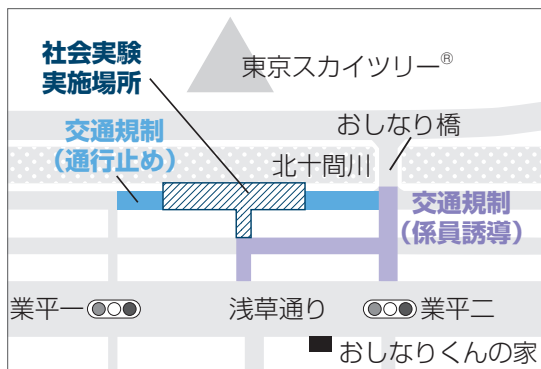 社会実験
実施場所
東京スカイツリー®
交通規制
（通行止め）
おしなり橋
北十間川
交通規制
（係員誘導）
業平一
浅草通り
業平二
おしなりくんの家